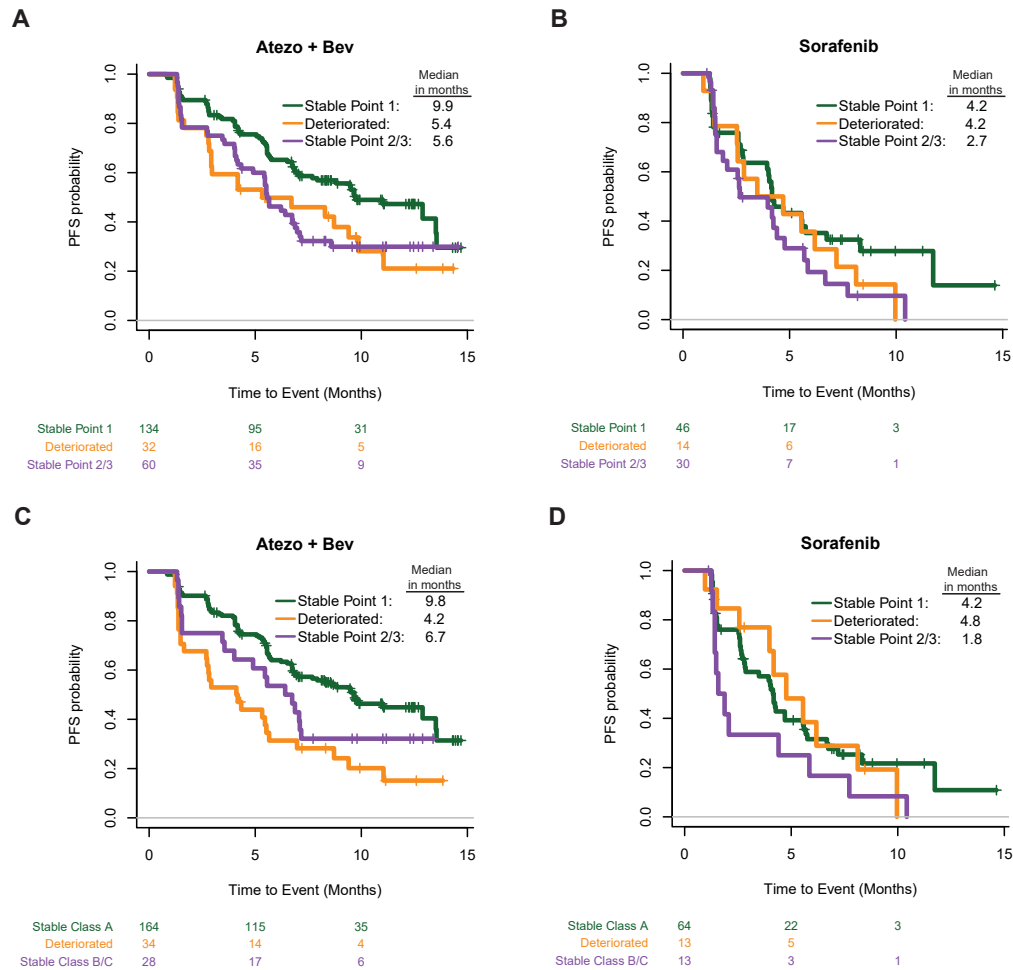 A
Atezo + Bev
Median
in months
Stable Point 1: 9.9
Deteriorated: 5.4
Stable Point 2/3: 5.6
PFS probability
1.0
0.8
0.6
0.4
0.2
0.0
0 5 10 15
Time to Event (Months)
Stable Point 1 134 95 31
Deteriorated 32 16 5
Stable Point 2/3 60 35 9
B
Sorafenib
Median
in months
Stable Point 1: 4.2
Deteriorated: 4.2
Stable Point 2/3: 2.7
PFS probability
1.0
0.8
0.6
0.4
0.2
0.0
0 5 10 15
Time to Event (Months)
Stable Point 1 46 17 3
Deteriorated 14 6
Stable Point 2/3 30 7 1
C
Atezo + Bev
Median
in months
Stable Point 1: 9.8
Deteriorated: 4.2
Stable Point 2/3: 6.7
PFS probability
1.0
0.8
0.6
0.4
0.2
0.0
0 5 10 15
Time to Event (Months)
Stable Class A 164 115 35
Deteriorated 34 14 4
Stable Class B/C 28 17 6
D
Sorafenib
Median
in months
Stable Point 1: 4.2
Deteriorated: 4.8
Stable Point 2/3: 1.8
PFS probability
1.0
0.8
0.6
0.4
0.2
0.0
0 5 10 15
Time to Event (Months)
Stable Class A 64 22 3
Deteriorated 13 5
Stable Class B/C 13 3 1